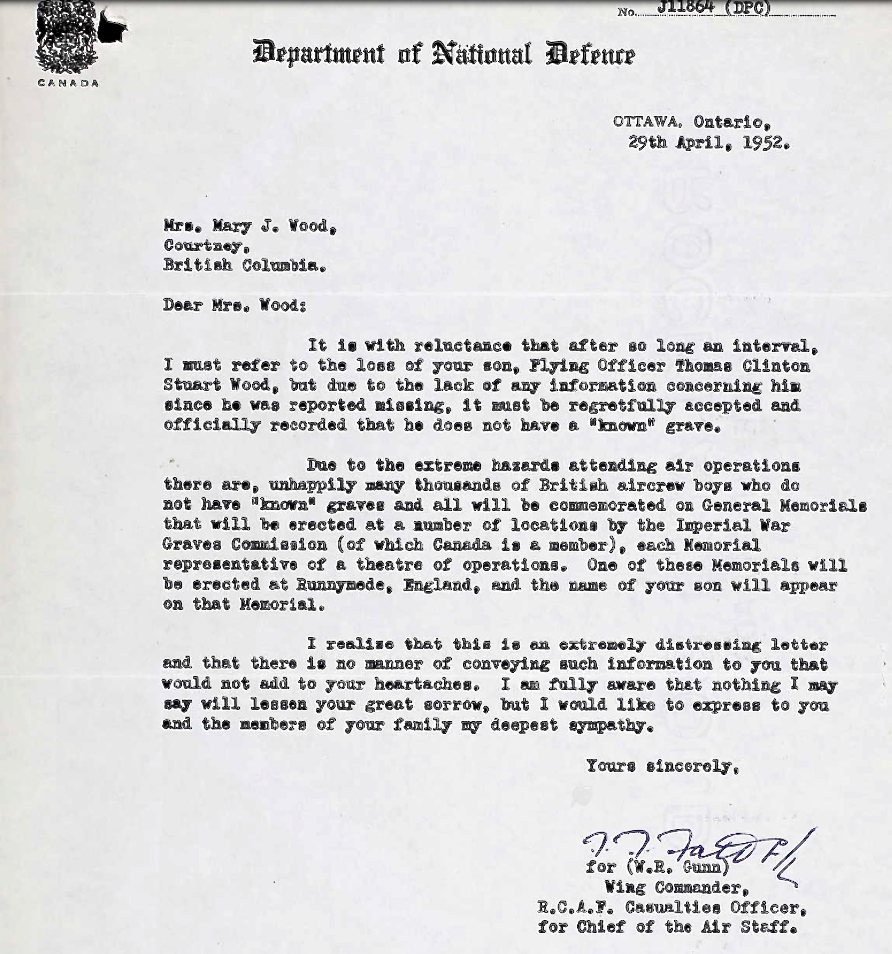 No. J11864 (DPC)
CANADA
Department of National Defence
OTTAWA, Ontario,
29th April, 1952.
Mrs. Mary J. Wood,
Courtney,
British Columbia.
Dear Mrs. Wood:
It is with reluctance that after so long an interval,
I must refer to the loss of your son, Flying Officer Thomas Clinton
Stuart Wood, but due to the lack of any information concerning him
since he was reported missing, it must be regretfully accepted and
officially recorded that he does not have a "known" grave.
Due to the extreme hazards attending air operations
there are, unhappily many thousands of British aircrew boys who do
not have "known" graves and all will be commemorated on General Memorials
that will be erected at a number of locations by the Imperial War
Graves Commission (of which Canada is a member), each Memorial
representative of a theatre of operations. One of these Memorials will
be erected at Runnymede, England, and the name of your son will appear
on that Memorial.
I realize that this is an extremely distressing letter
and that there is no manner of conveying such information to you that
would not add to your heartaches. I am fully aware that nothing I may
say will lessen your great sorrow, but I would like to express to you
and the members of your family my deepest sympathy.
Yours sincerely,
for (W.R. Gunn)
Wing Commander,
R.C.A.F. Casualties Officer,
for Chief of the Air Staff.